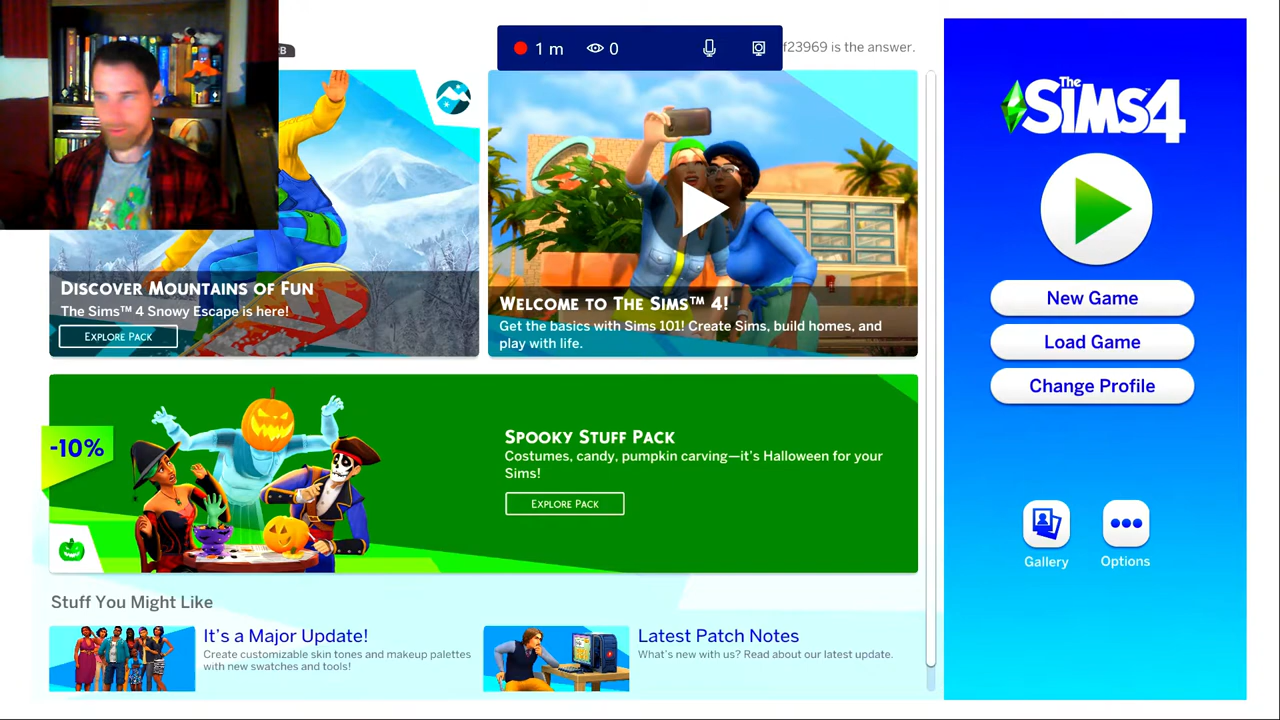 B
1 m
0
f23969 is the answer.
The
SiMS4
DISCOVER MOUNTAINS OF FUN
The Sims™ 4 Snowy Escape is here!
EXPLORE PACK
WELCOME TO THE SIMS™ 4!
Get the basics with Sims 101! Create Sims, build homes, and
play with life.
New Game
Load Game
Change Profile
-10%
SPOOKY STUFF PACK
Costumes, candy, pumpkin carving—it's Halloween for your
Sims!
EXPLORE PACK
Gallery
Options
Stuff You Might Like
It's a Major Update!
Create customizable skin tones and makeup palettes
with new swatches and tools!
Latest Patch Notes
What's new with us? Read about our latest update.